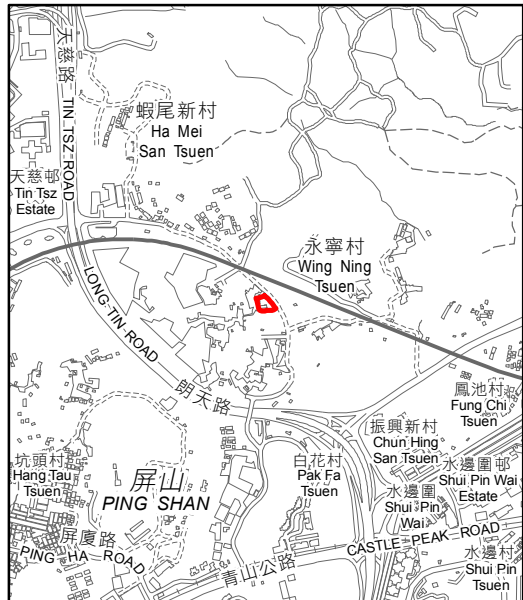 天慈路 TIN TSZ ROAD
蝦尾新村
Ha Mei
San Tsuen
天慈邨
Tin Tsz
Estate
永寧村
Wing Ning
Tsuen
LONG TIN ROAD
朗天路
鳳池村
Fung Chi
Tsuen
振興新村
Chun Hing
San Tsuen
坑頭村
Hang Tau
Tsuen
屏山
PING SHAN
白花村
Pak Fa
Tsuen
水邊圍邨
Shui Pin Wai
Estate
水邊圍
Shui Pin
Wai
屏廈路
PING HA ROAD
青山公路
CASTLE PEAK ROAD
水邊村
Shui Pin
Tsuen